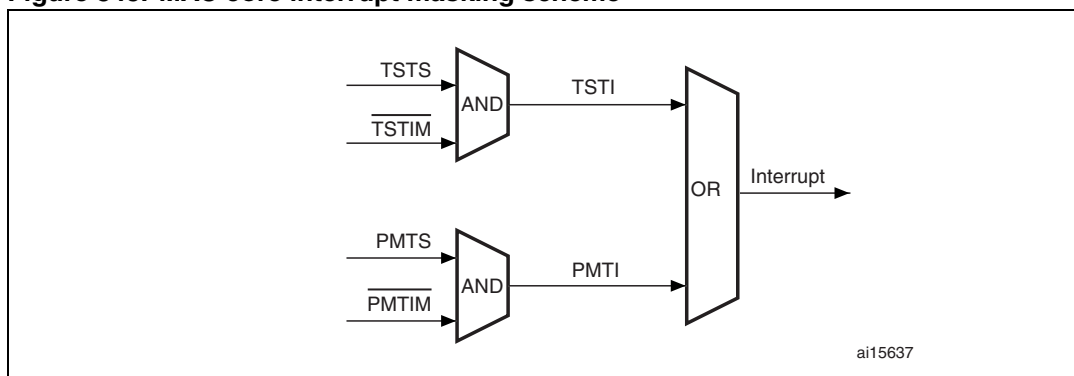 TSTS
TSTI
AND
TSTIM
Interrupt
OR
PMTS
PMTI
AND
PMTIM
ai15637